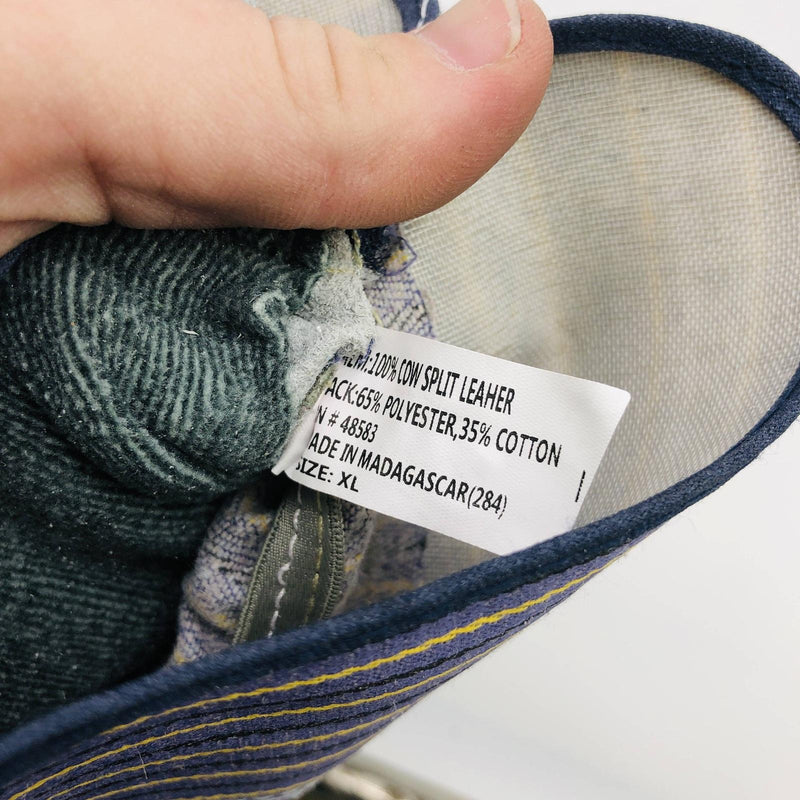 100% COW SPLIT LEAHER
ACK:65% POLYESTER,35% COTTON
N # 48583
ADE IN MADAGASCAR(284)
SIZE: XL